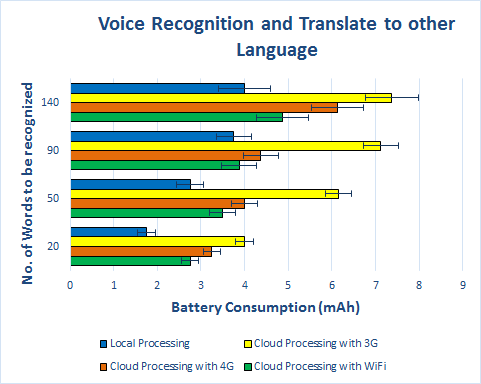 Voice Recognition and Translate to other
Language
No. of Words to be recognized
140
90
50
20
0 1 2 3 4 5 6 7 8 9
Battery Consumption (mAh)
Local Processing
Cloud Processing with 3G
Cloud Processing with 4G
Cloud Processing with WiFi